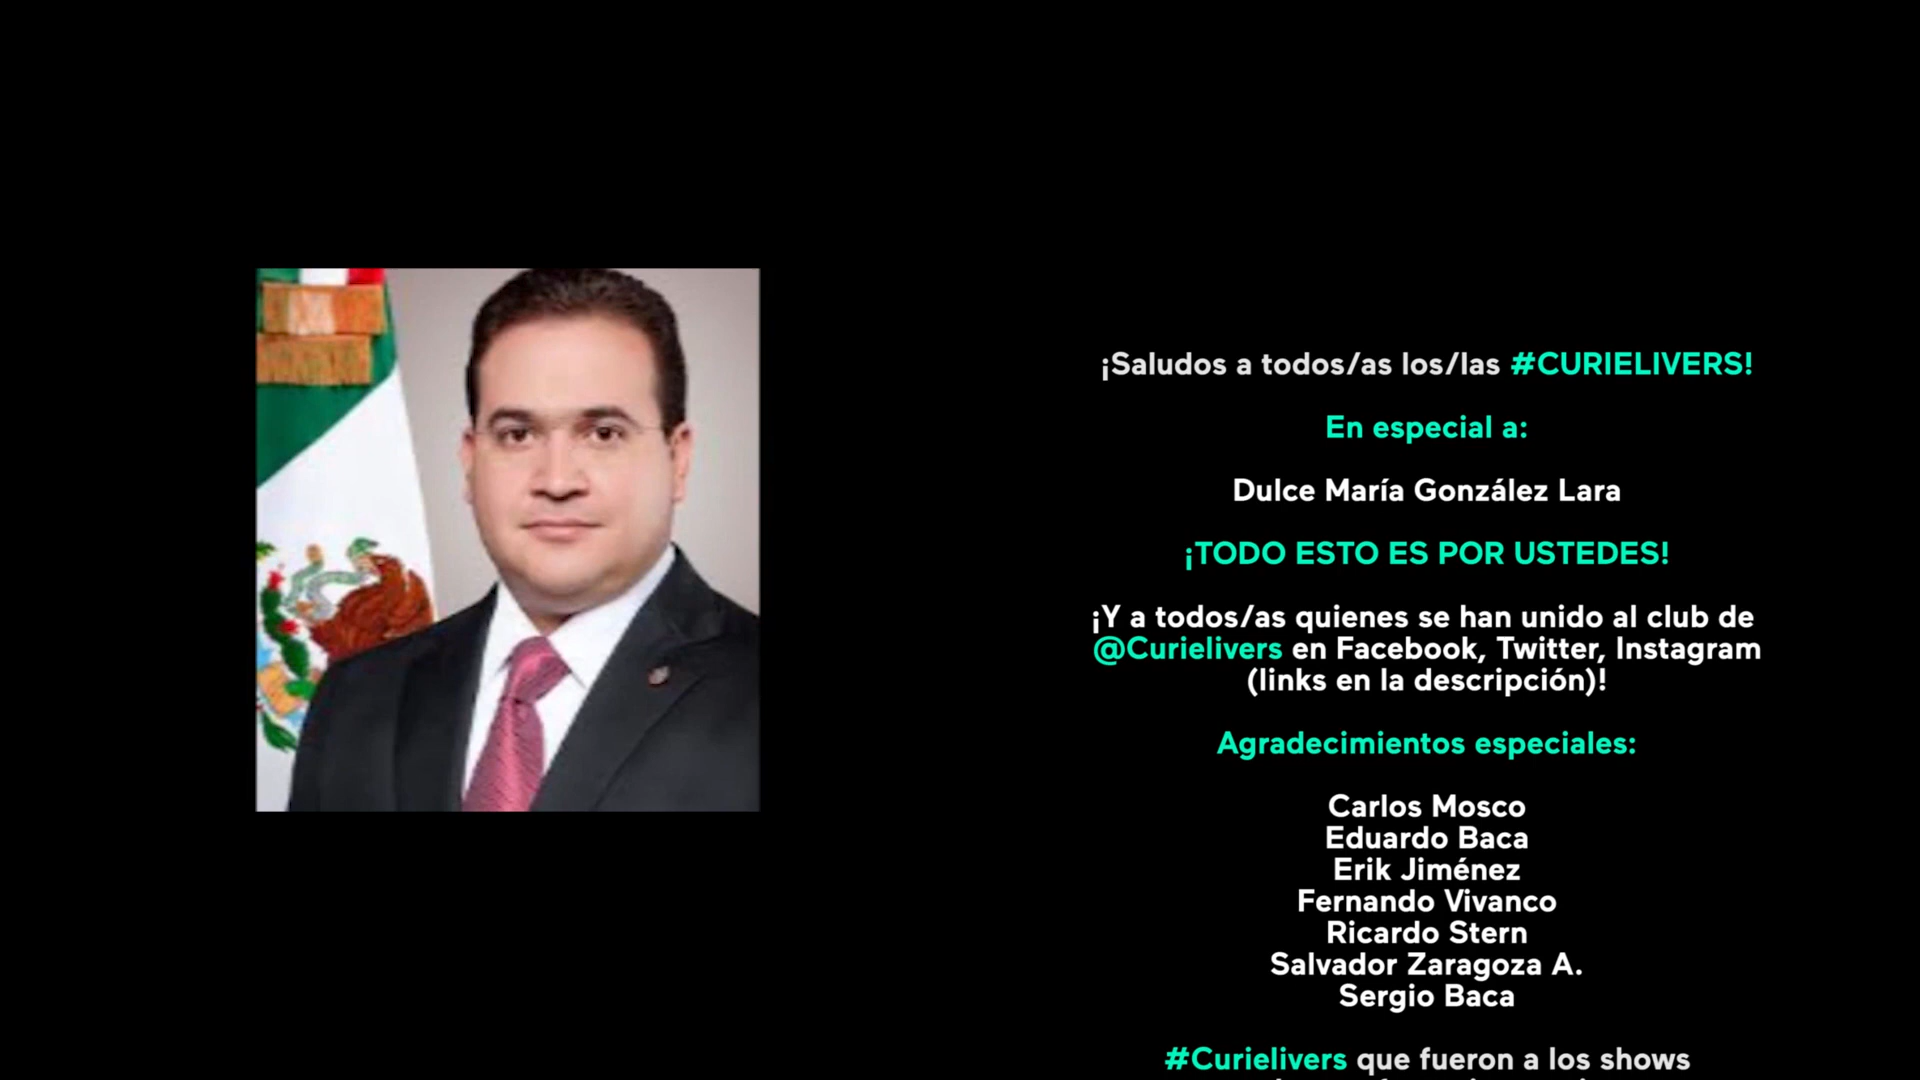 ¡Saludos a todos/as los/las #CURIELIVERS!
En especial a:
Dulce María González Lara
¡TODO ESTO ES POR USTEDES!
¡Y a todos/as quienes se han unido al club de
@Curielivers en Facebook, Twitter, Instagram
(links en la descripción)!
Agradecimientos especiales:
Carlos Mosco
Eduardo Baca
Erik Jiménez
Fernando Vivanco
Ricardo Stern
Salvador Zaragoza A.
Sergio Baca
#Curielivers que fueron a los shows